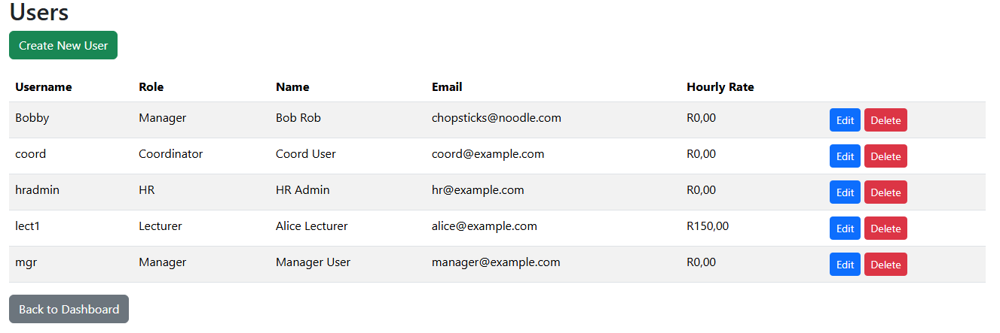 Users
Create New User
Username Role Name Email Hourly Rate
Bobby Manager Bob Rob chopsticks@noodle.com R0,00 Edit Delete
coord Coordinator Coord User coord@example.com R0,00 Edit Delete
hradmin HR HR Admin hr@example.com R0,00 Edit Delete
lect1 Lecturer Alice Lecturer alice@example.com R150,00 Edit Delete
mgr Manager Manager User manager@example.com R0,00 Edit Delete
Back to Dashboard